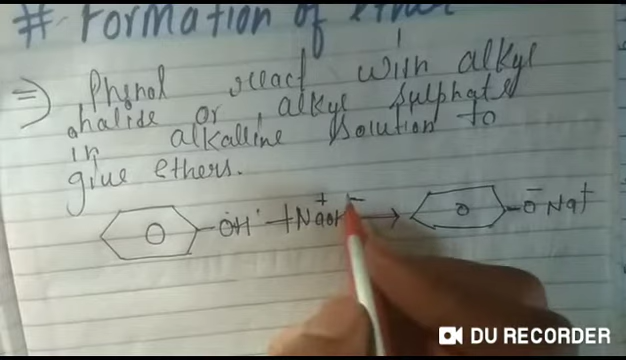 # Formation of ether
⇒ Phenol react with alkyl
halide or alkyl sulphate
in alkaline solution to
give ethers.
OH + Na⁺OH⁻ → O⁻ Na⁺
DU RECORDER